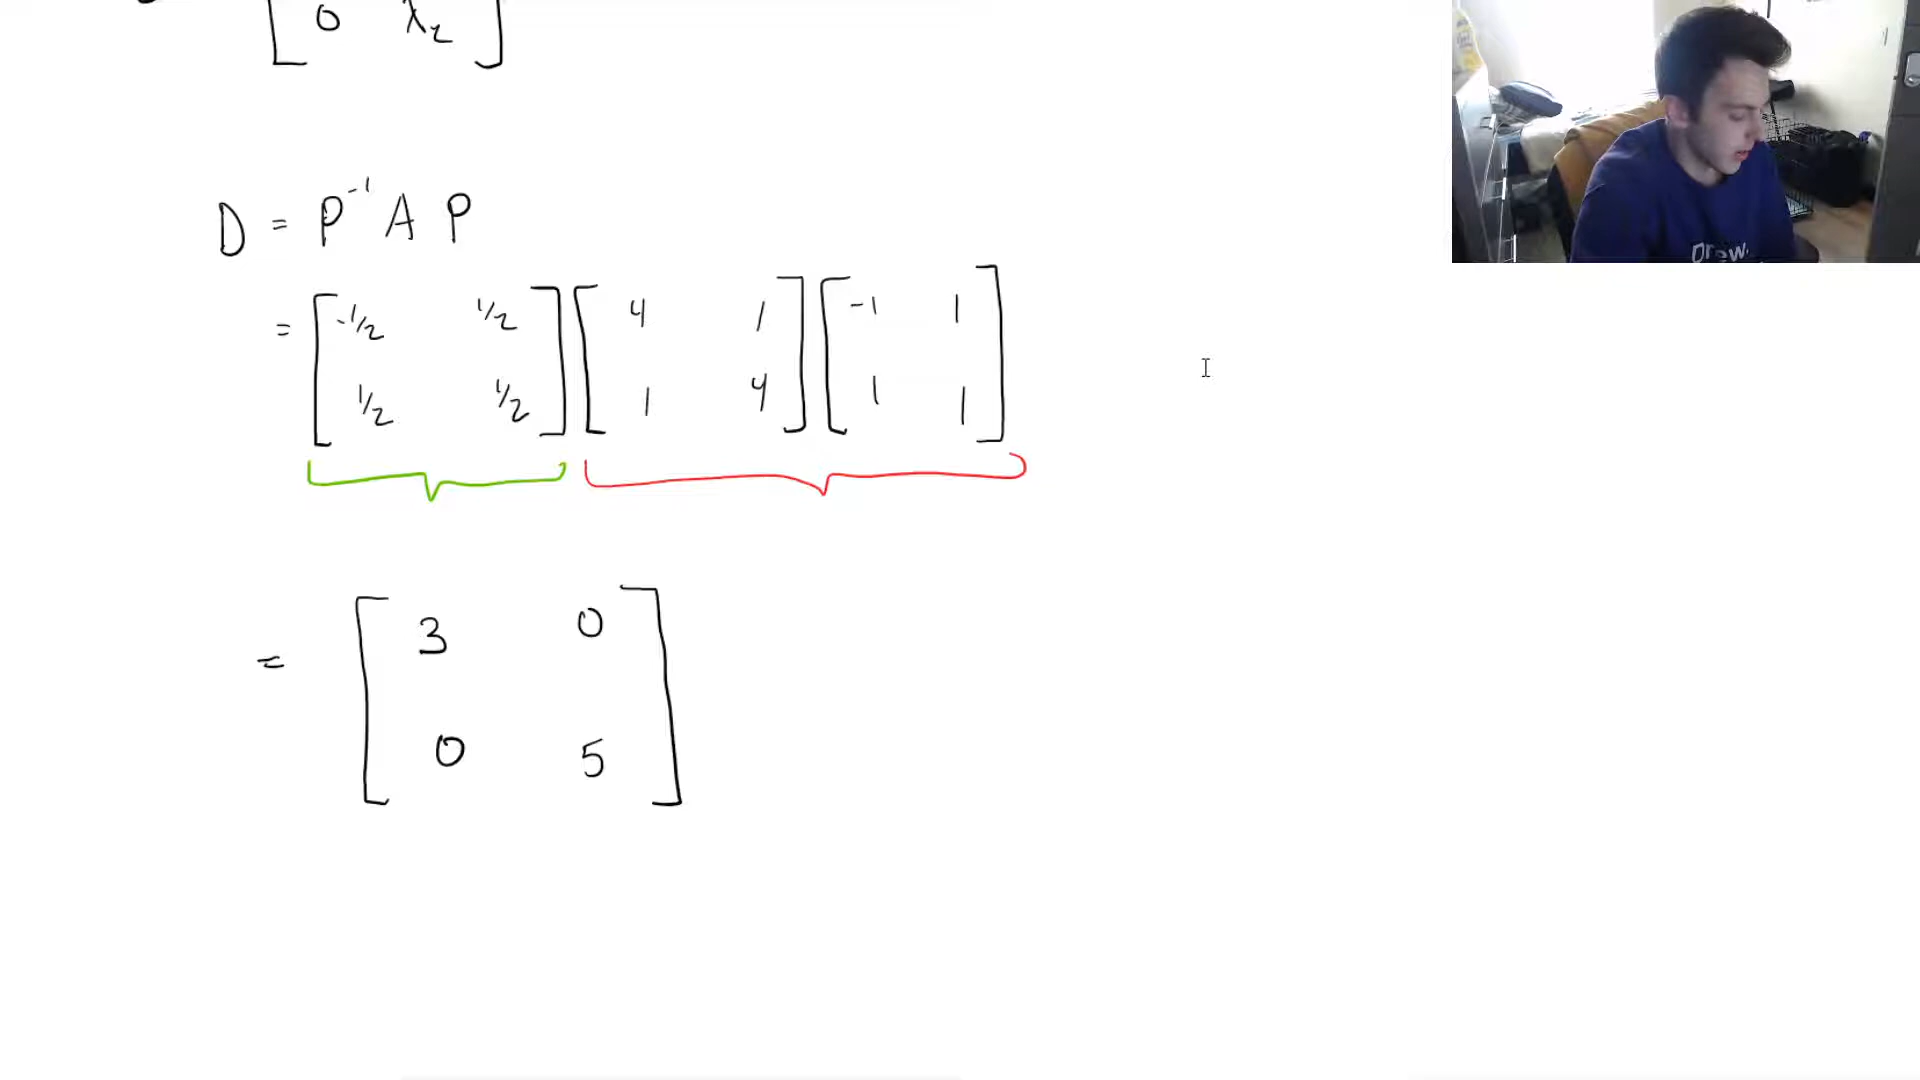 0 λ₂
D = P⁻¹ A P
= [ -1/2 1/2 ] [ 4 1 ] [ -1 1 ]
[ 1/2 1/2 ] [ 1 4 ] [ 1 1 ]
= [ 3 0 ]
[ 0 5 ]
Drew.